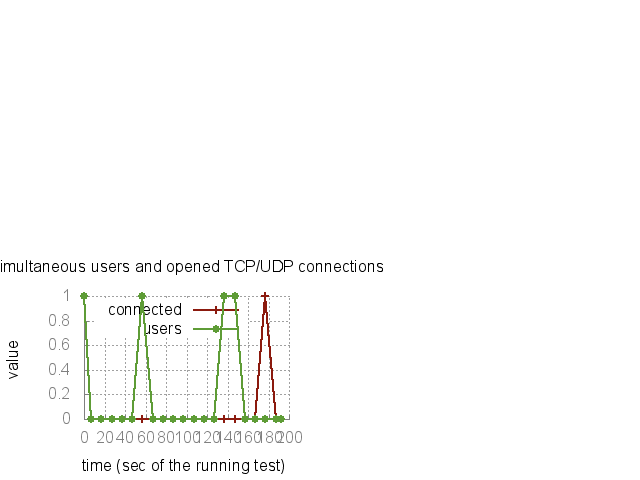 imultaneous users and opened TCP/UDP connections
1
0.8
0.6
0.4
0.2
0
value
connected
users
0 20 40 60 80 100 120 140 160 180 200
time (sec of the running test)